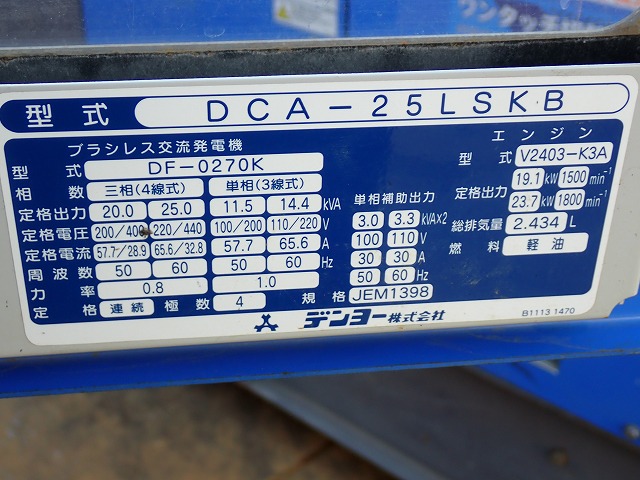 ワンタッチ
型式 DCA-25LSKB
ブラシレス交流発電機
型式 DF-0270K
相数 三相(4線式) 単相(3線式)
定格出力 20.0 25.0 11.5 14.4 kVA
定格電圧 200/400 220/440 100/200 110/220 V
定格電流 57.7/28.9 65.6/32.8 57.7 65.6 A
周波数 50 60 50 60 Hz
力率 0.8 1.0
定格 連続 極数 4 規格 JEM1398
単相補助出力
3.0 3.3 kVA×2
100 110 V
30 30 A
50 60 Hz
エンジン
型式 V2403-K3A
定格出力 19.1 kW 1500 min⁻¹
23.7 kW 1800 min⁻¹
総排気量 2.434 L
燃料 軽油
デンヨー株式会社
B1113 1470